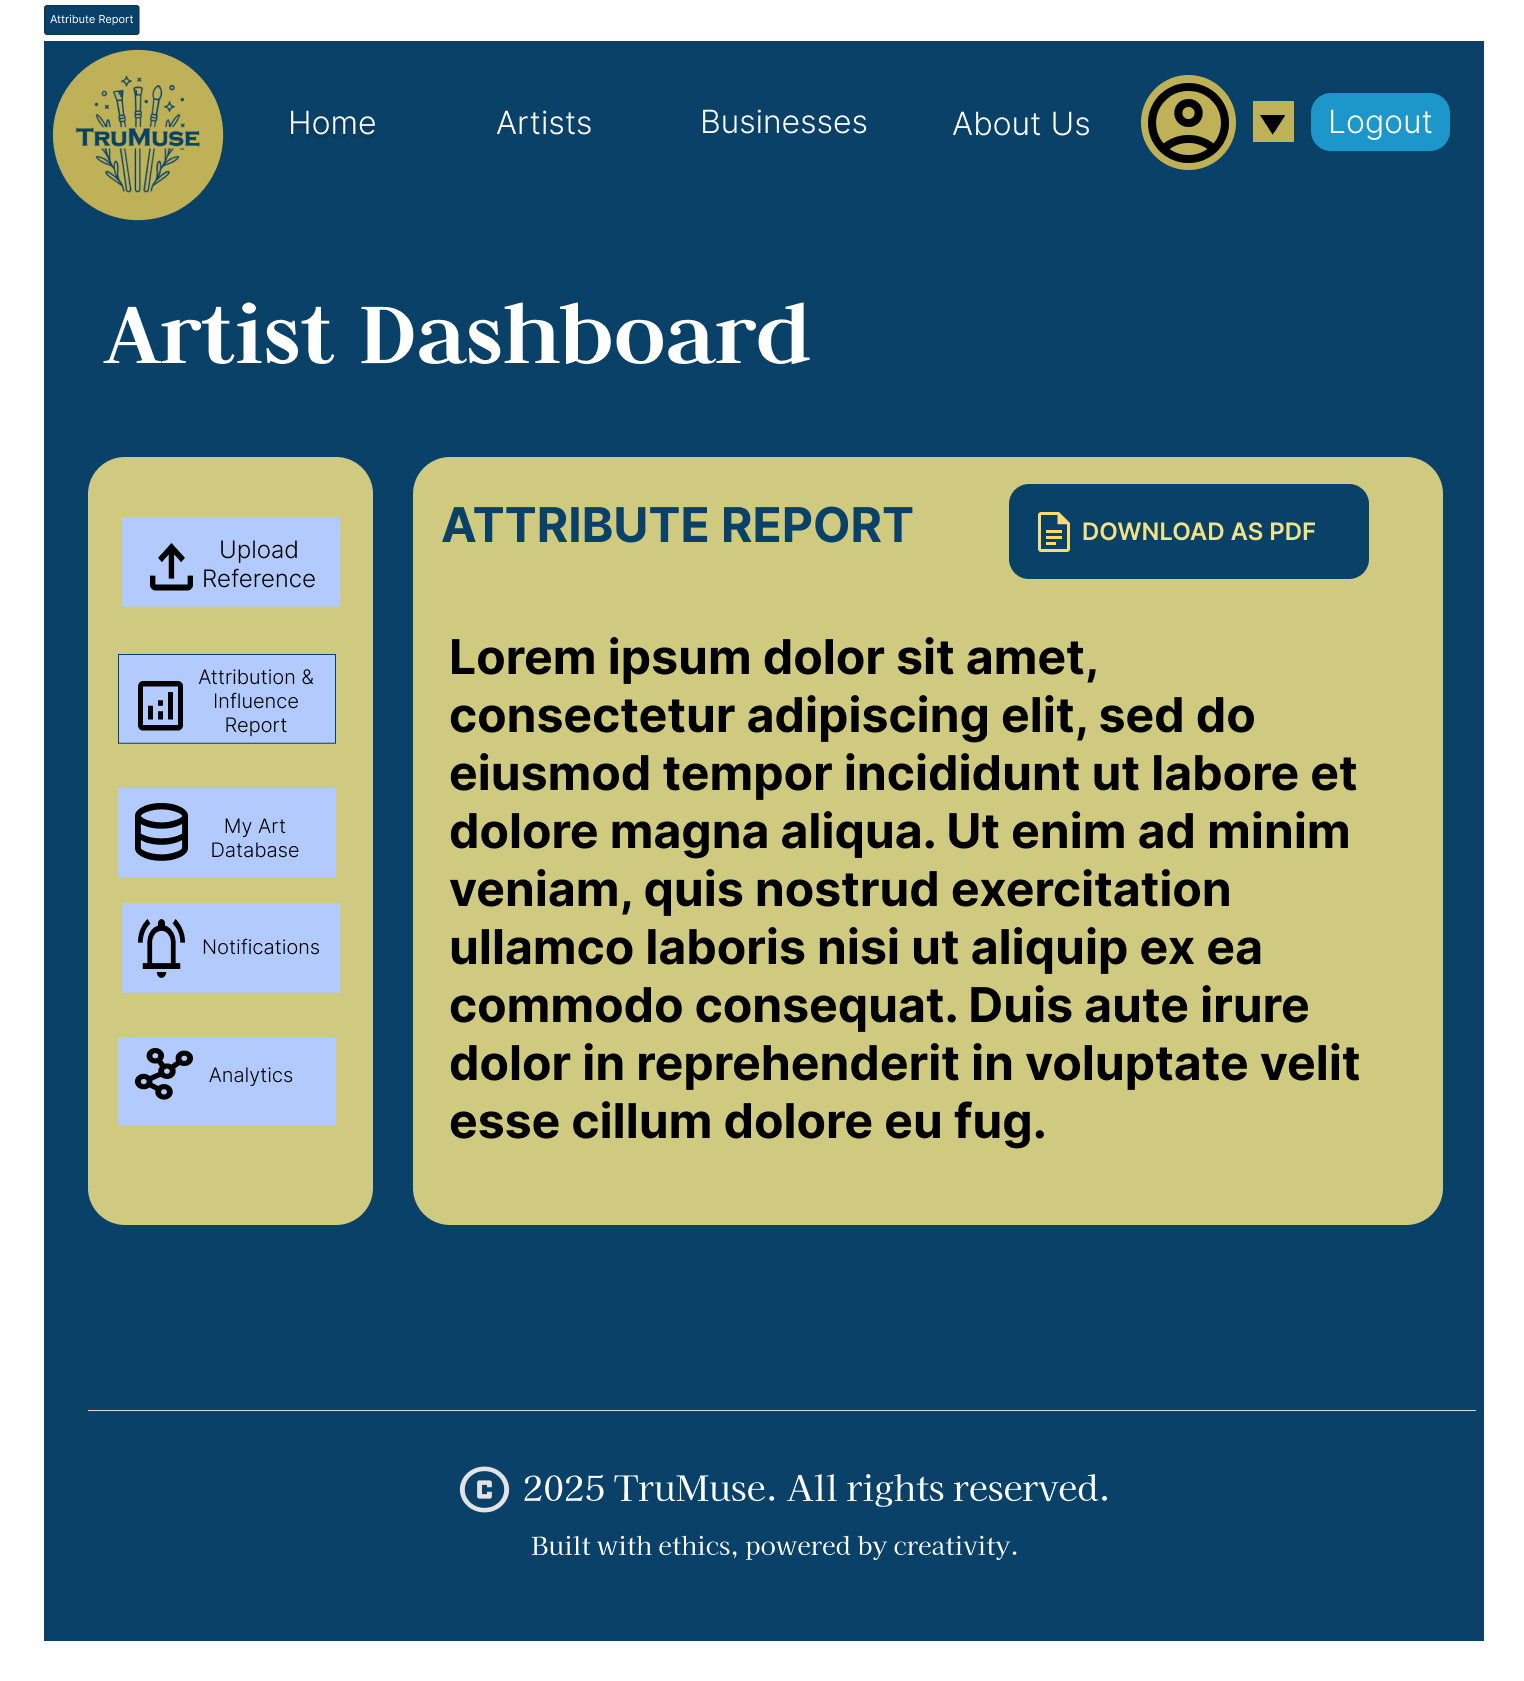 Attribute Report
TRUMUSE
Home
Artists
Businesses
About Us
Logout
Artist Dashboard
Upload
Reference
Attribution &
Influence
Report
My Art
Database
Notifications
Analytics
ATTRIBUTE REPORT
DOWNLOAD AS PDF
Lorem ipsum dolor sit amet,
consectetur adipiscing elit, sed do
eiusmod tempor incididunt ut labore et
dolore magna aliqua. Ut enim ad minim
veniam, quis nostrud exercitation
ullamco laboris nisi ut aliquip ex ea
commodo consequat. Duis aute irure
dolor in reprehenderit in voluptate velit
esse cillum dolore eu fug.
© 2025 TruMuse. All rights reserved.
Built with ethics, powered by creativity.